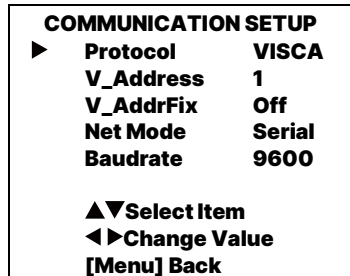 COMMUNICATION SETUP
▶ Protocol VISCA
V_Address 1
V_AddrFix Off
Net Mode Serial
Baudrate 9600
▲▼Select Item
◀▶Change Value
[Menu] Back